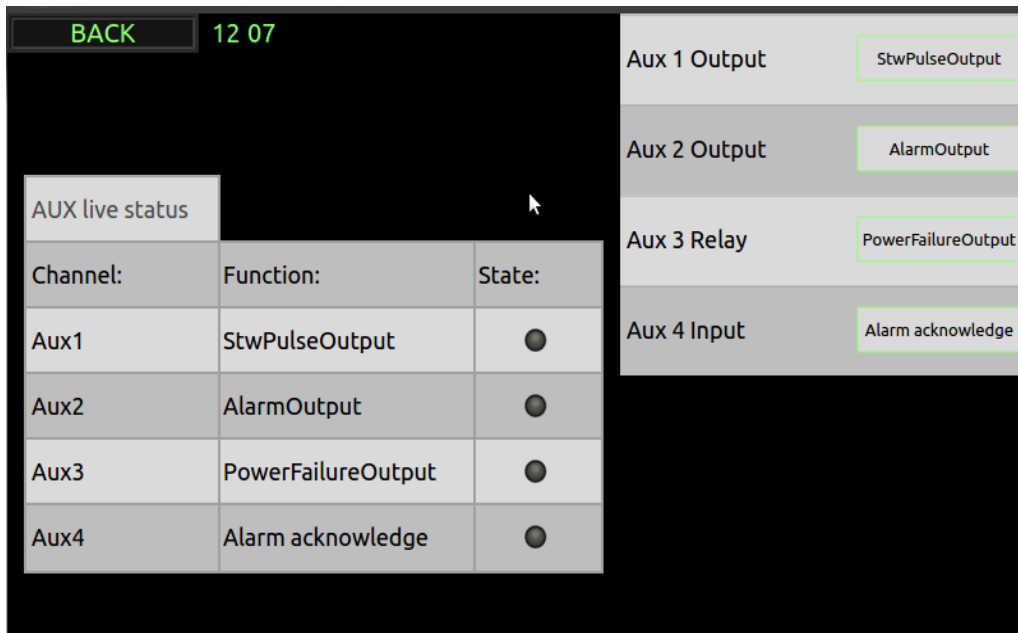 BACK 12 07
AUX live status
Channel: Function: State:
Aux1 StwPulseOutput
Aux2 AlarmOutput
Aux3 PowerFailureOutput
Aux4 Alarm acknowledge
Aux 1 Output StwPulseOutput
Aux 2 Output AlarmOutput
Aux 3 Relay PowerFailureOutput
Aux 4 Input Alarm acknowledge